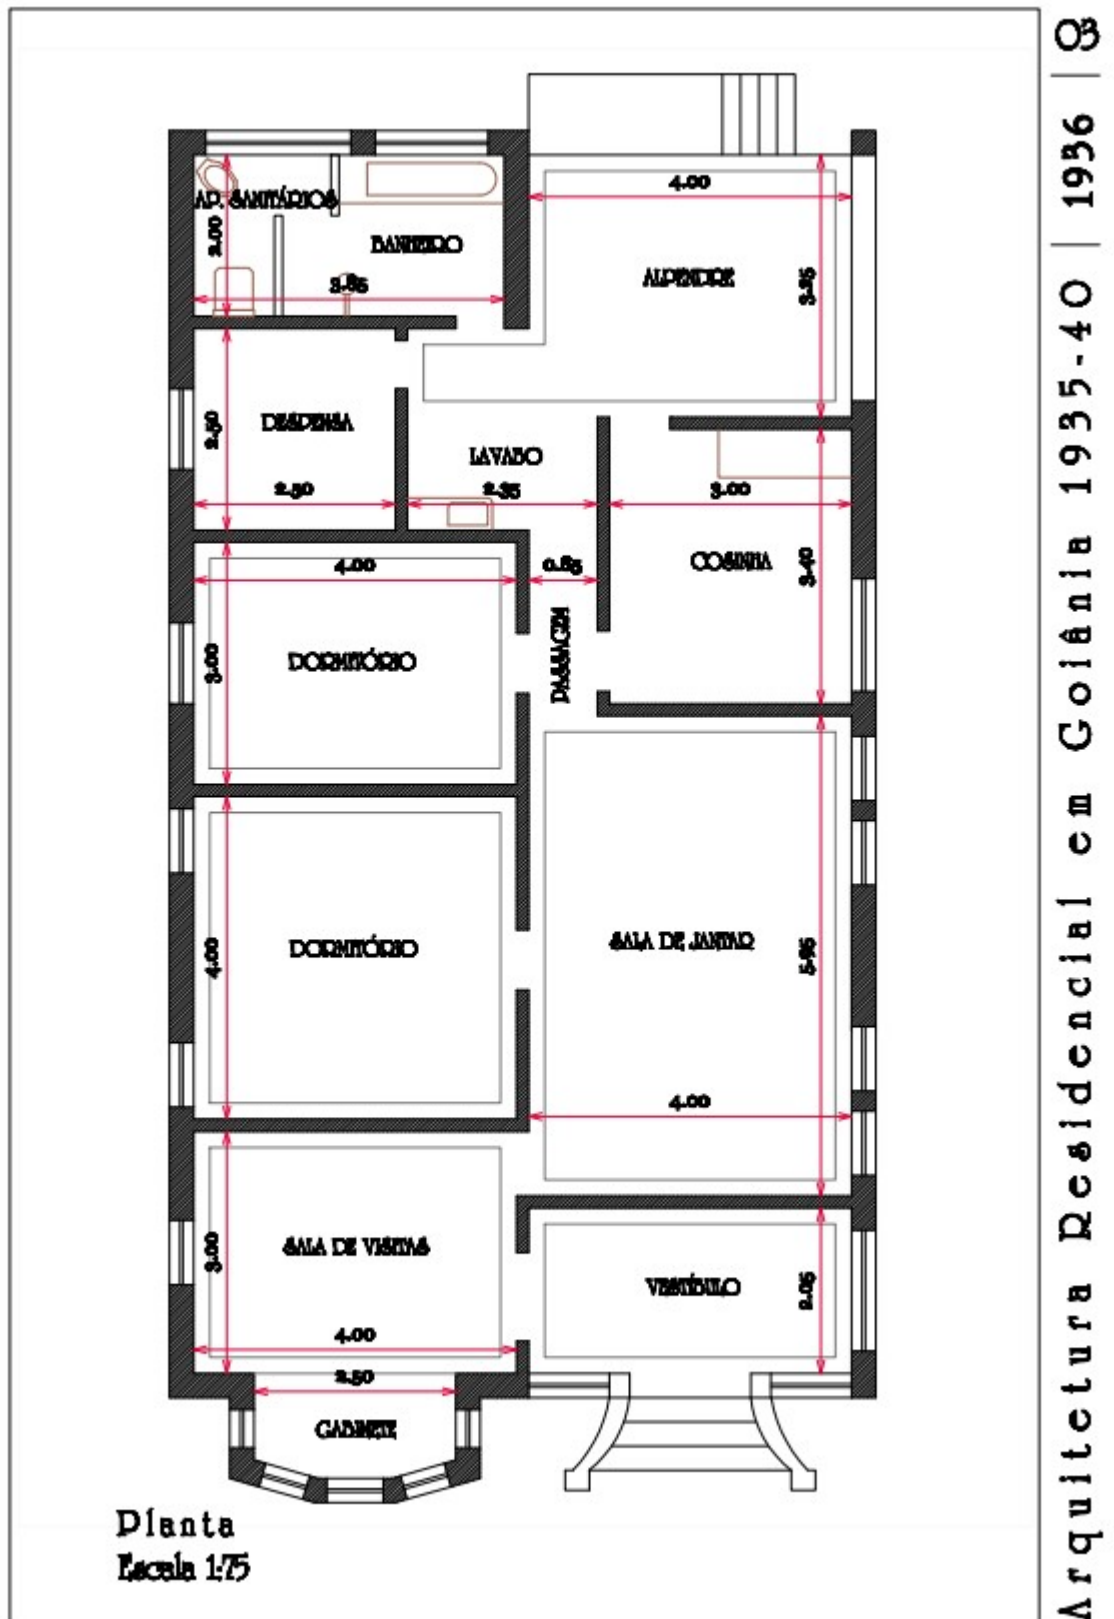 AP. SANITÁRIOS
2.00
BANHEIRO
3.85
4.00
ALPENDRE
3.25
DESPENSA
2.50
2.50
LAVABO
2.35
3.00
COSINHA
3.40
4.00
0.85
DORMITÓRIO
3.00
PASSAGEM
DORMITÓRIO
4.00
SALA DE JANTAR
5.95
4.00
SALA DE VISITAS
3.00
4.00
VESTÍBULO
2.05
2.50
GABINETE
Planta
Escala 1:75
Arquitetura Residencial em Goiânia 1935-40 | 1936 | 03